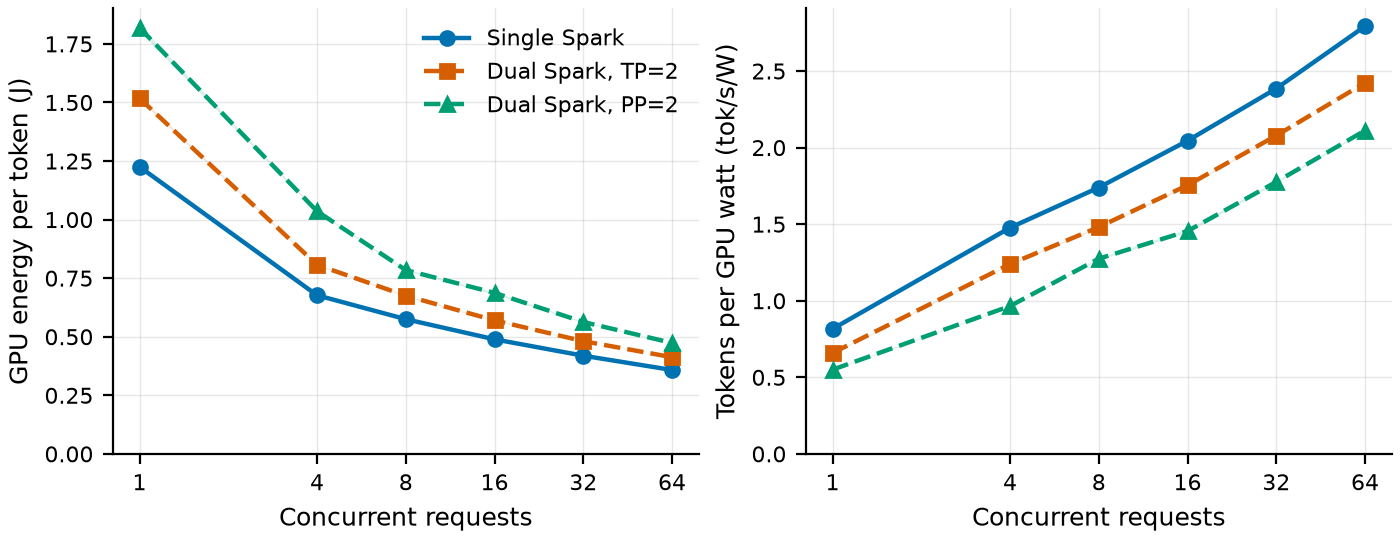 GPU energy per token (J)
1.75
1.50
1.25
1.00
0.75
0.50
0.25
0.00
1 4 8 16 32 64
Concurrent requests
Single Spark
Dual Spark, TP=2
Dual Spark, PP=2
Tokens per GPU watt (tok/s/W)
2.5
2.0
1.5
1.0
0.5
0.0
1 4 8 16 32 64
Concurrent requests